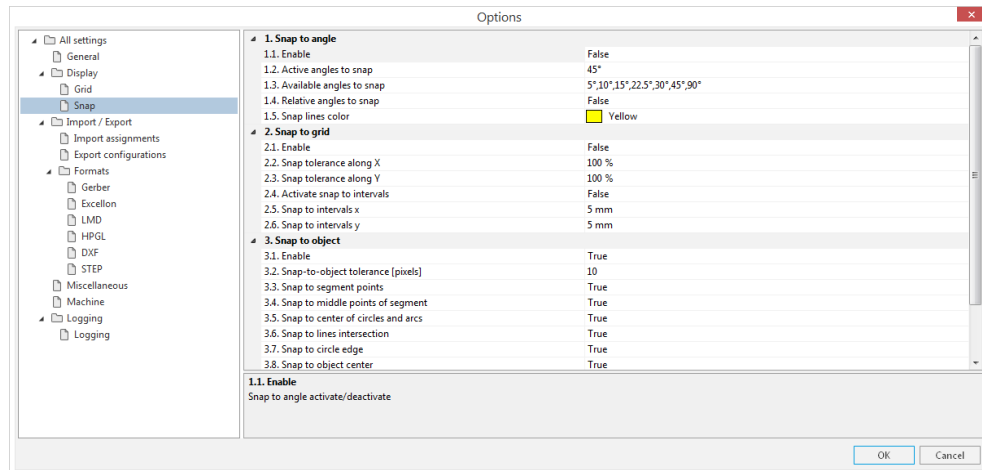 Options
All settings
General
Display
Grid
Snap
Import / Export
Import assignments
Export configurations
Formats
Gerber
Excellon
LMD
HPGL
DXF
STEP
Miscellaneous
Machine
Logging
Logging
1. Snap to angle
1.1. Enable False
1.2. Active angles to snap 45°
1.3. Available angles to snap 5°,10°,15°,22.5°,30°,45°,90°
1.4. Relative angles to snap False
1.5. Snap lines color Yellow
2. Snap to grid
2.1. Enable False
2.2. Snap tolerance along X 100 %
2.3. Snap tolerance along Y 100 %
2.4. Activate snap to intervals False
2.5. Snap to intervals x 5 mm
2.6. Snap to intervals y 5 mm
3. Snap to object
3.1. Enable True
3.2. Snap-to-object tolerance [pixels] 10
3.3. Snap to segment points True
3.4. Snap to middle points of segment True
3.5. Snap to center of circles and arcs True
3.6. Snap to lines intersection True
3.7. Snap to circle edge True
3.8. Snap to object center True
1.1. Enable
Snap to angle activate/deactivate
OK Cancel